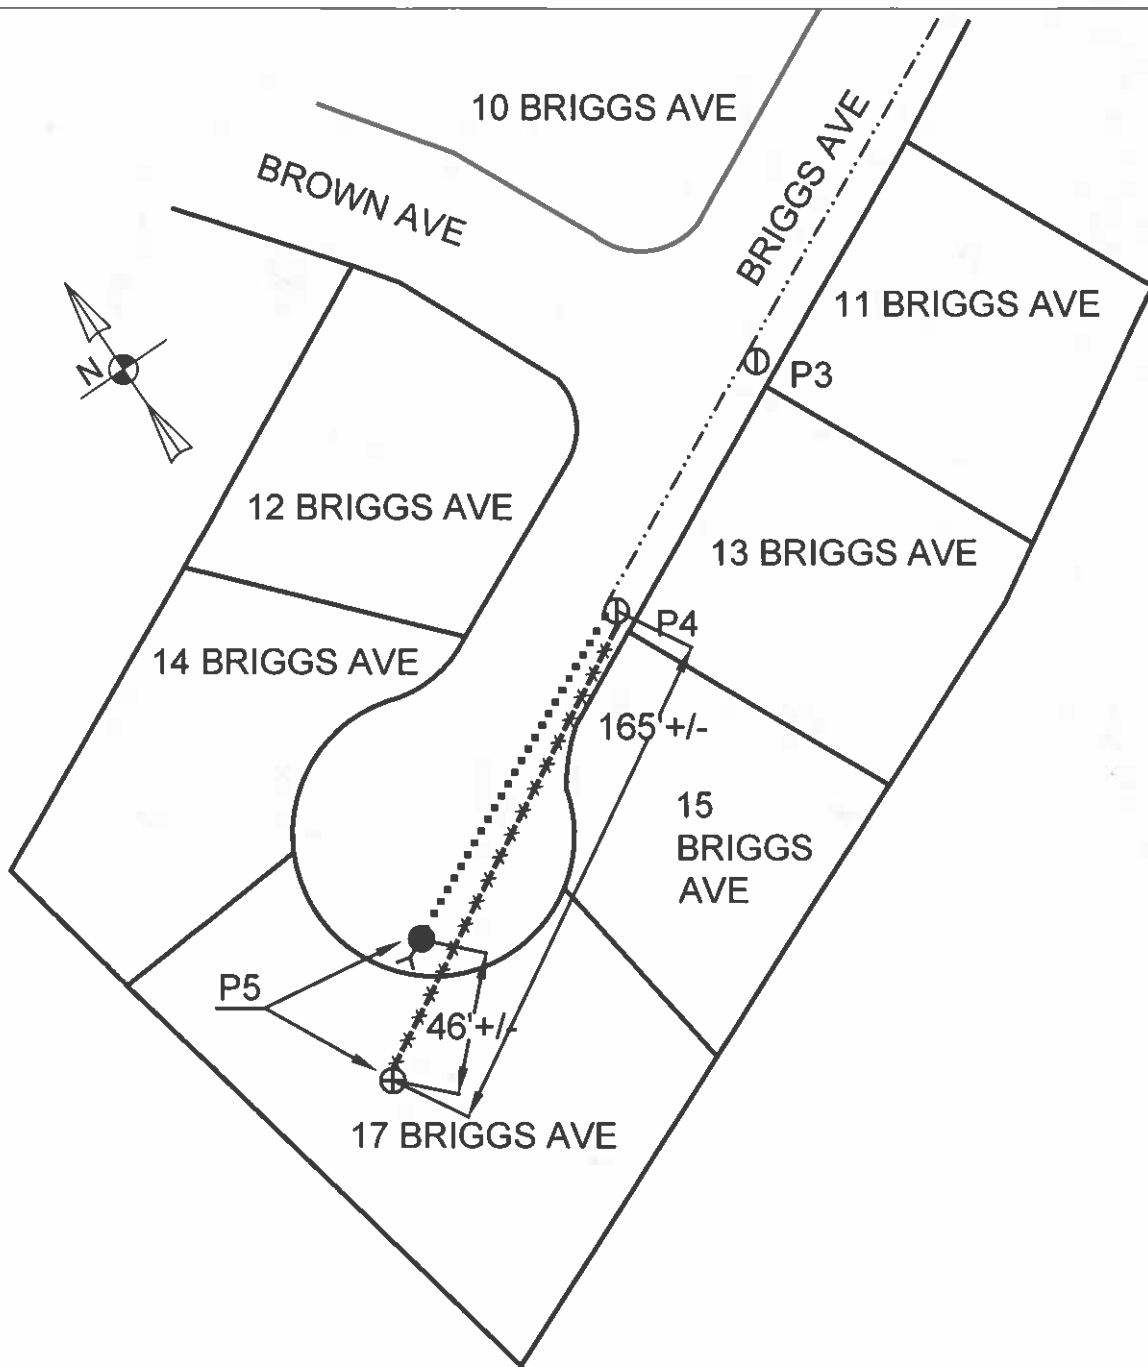 10 BRIGGS AVE
BRIGGS AVE
BROWN AVE
11 BRIGGS AVE
N
P3
12 BRIGGS AVE
13 BRIGGS AVE
P4
14 BRIGGS AVE
165'+/-
15
BRIGGS
AVE
P5
46'+/-
17 BRIGGS AVE